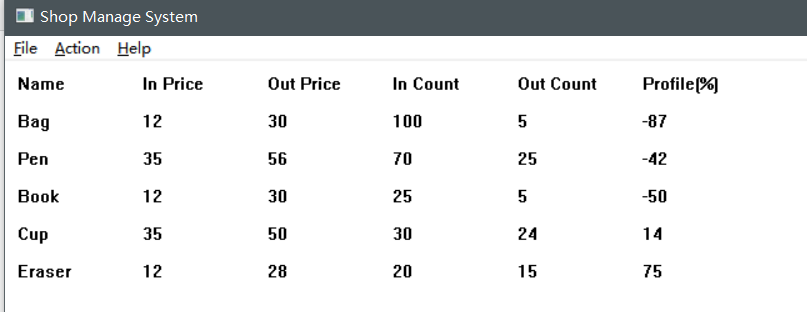 Shop Manage System
File Action Help
Name In Price Out Price In Count Out Count Profile(%)
Bag 12 30 100 5 -87
Pen 35 56 70 25 -42
Book 12 30 25 5 -50
Cup 35 50 30 24 14
Eraser 12 28 20 15 75